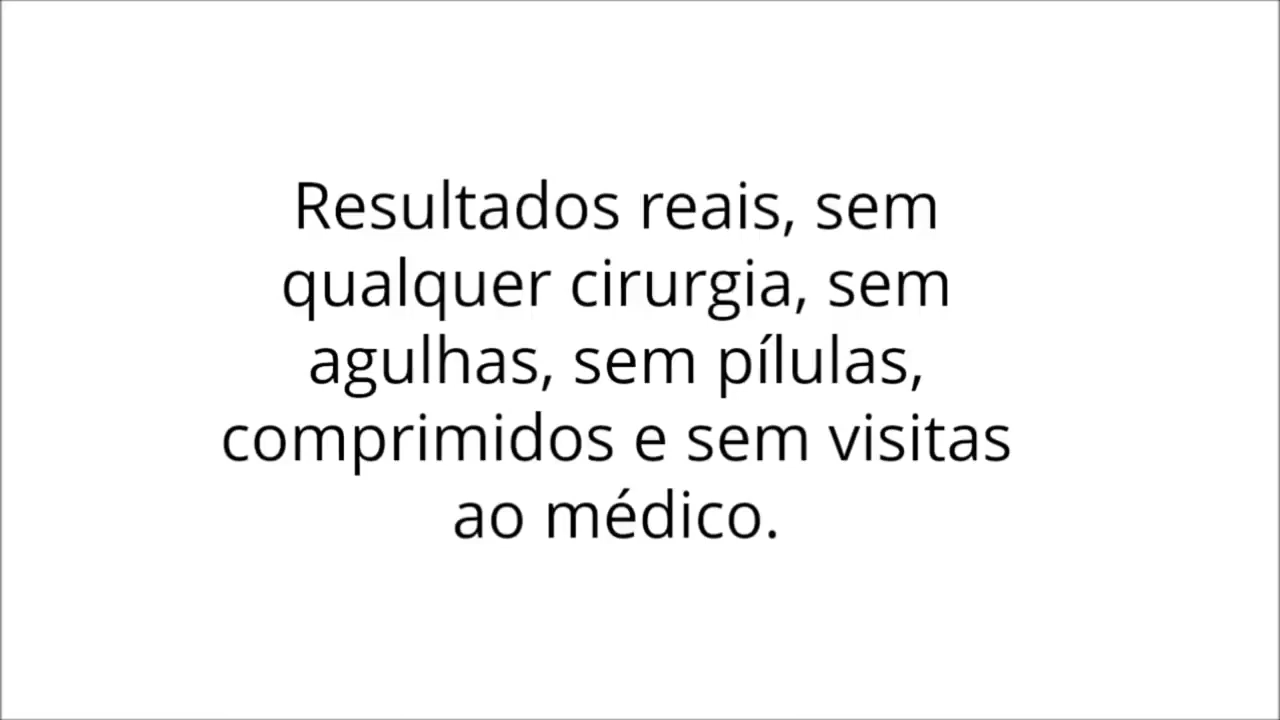 Resultados reais, sem
qualquer cirurgia, sem
agulhas, sem pílulas,
comprimidos e sem visitas
ao médico.